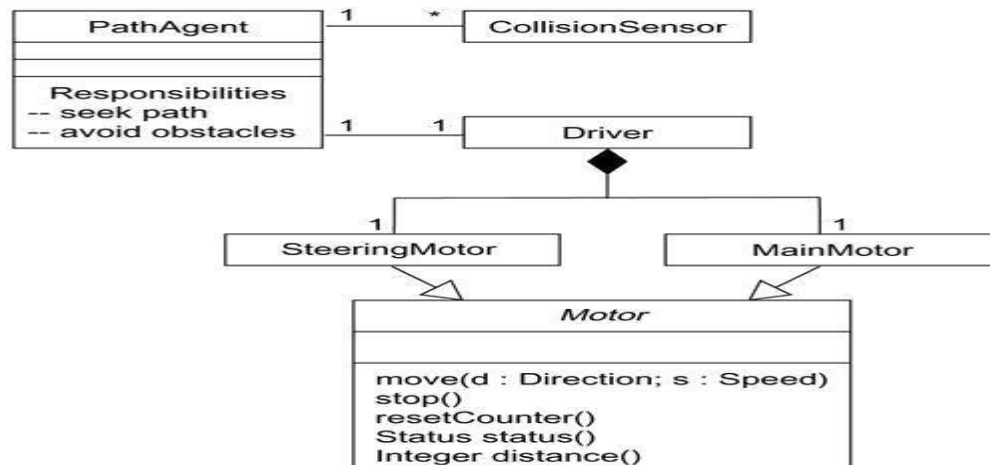 PathAgent
1
*
CollisionSensor
Responsibilities
-- seek path
-- avoid obstacles
1
1
Driver
1
1
SteeringMotor
MainMotor
Motor
move(d : Direction; s : Speed)
stop()
resetCounter()
Status status()
Integer distance()